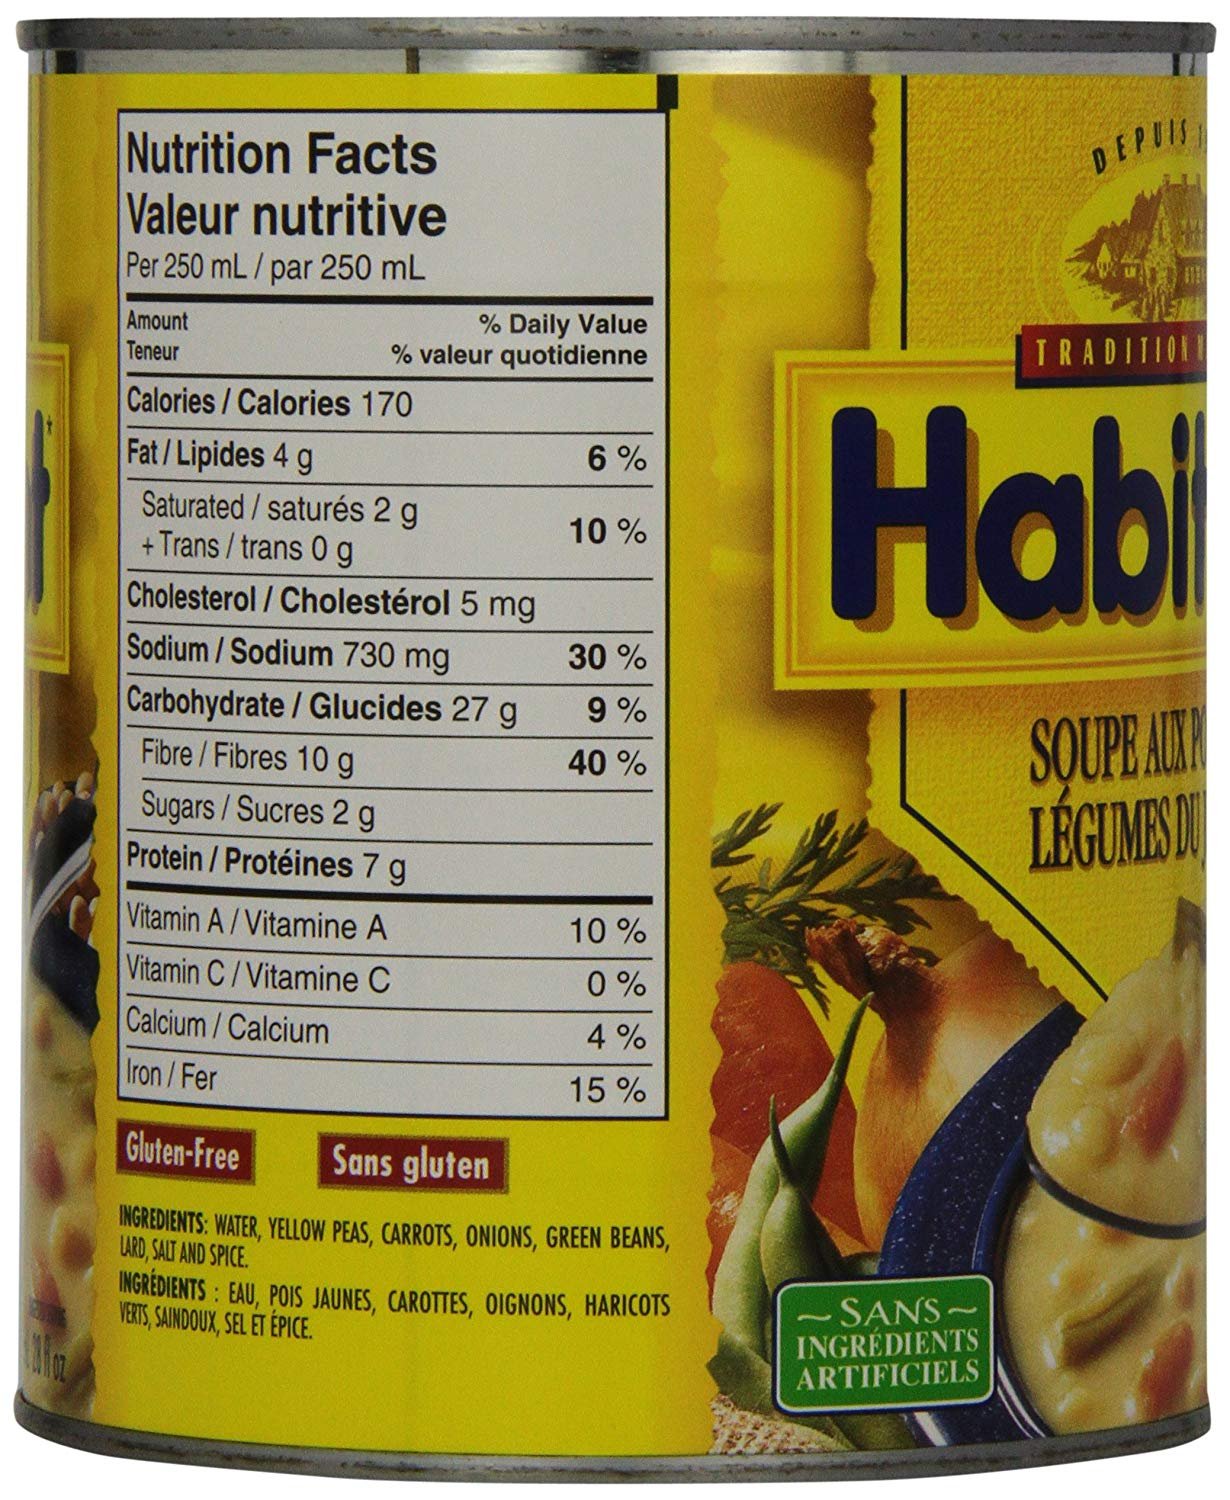 Nutrition Facts
Valeur nutritive
Per 250 mL / par 250 mL
Amount % Daily Value
Teneur % valeur quotidienne
Calories / Calories 170
Fat / Lipides 4 g 6 %
Saturated / saturés 2 g
+ Trans / trans 0 g 10 %
Cholesterol / Cholestérol 5 mg
Sodium / Sodium 730 mg 30 %
Carbohydrate / Glucides 27 g 9 %
Fibre / Fibres 10 g 40 %
Sugars / Sucres 2 g
Protein / Protéines 7 g
Vitamin A / Vitamine A 10 %
Vitamin C / Vitamine C 0 %
Calcium / Calcium 4 %
Iron / Fer 15 %
Gluten-Free Sans gluten
INGREDIENTS: WATER, YELLOW PEAS, CARROTS, ONIONS, GREEN BEANS,
LARD, SALT AND SPICE.
INGRÉDIENTS : EAU, POIS JAUNES, CAROTTES, OIGNONS, HARICOTS
VERTS, SAINDOUX, SEL ET ÉPICE.
28 fl oz
DEPUIS
TRADITION
Habit
SOUPE AUX
LÉGUMES DU
~ SANS ~
INGRÉDIENTS
ARTIFICIELS